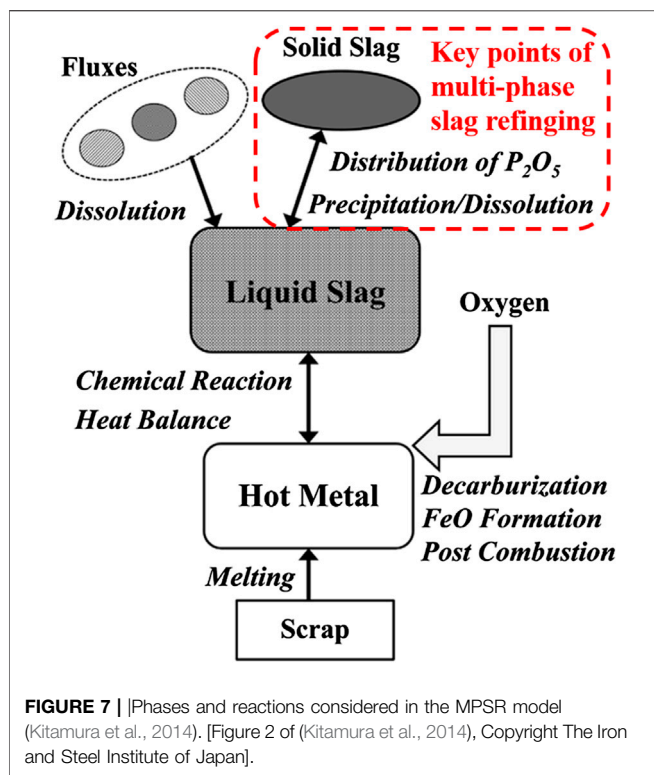 Fluxes
Solid Slag
Key points of
multi-phase
slag refinging
Distribution of P₂O₅
Precipitation/Dissolution
Dissolution
Liquid Slag
Oxygen
Chemical Reaction
Heat Balance
Hot Metal
Decarburization
FeO Formation
Post Combustion
Melting
Scrap
FIGURE 7 | |Phases and reactions considered in the MPSR model
(Kitamura et al., 2014). [Figure 2 of (Kitamura et al., 2014), Copyright The Iron
and Steel Institute of Japan].